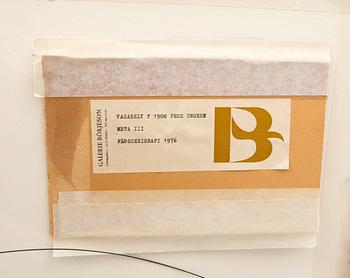 GALERIE BÖRJESON
VASARELY f 1908 PECS UNGERN
META III
FÄRGSERIGRAFI 1976
B